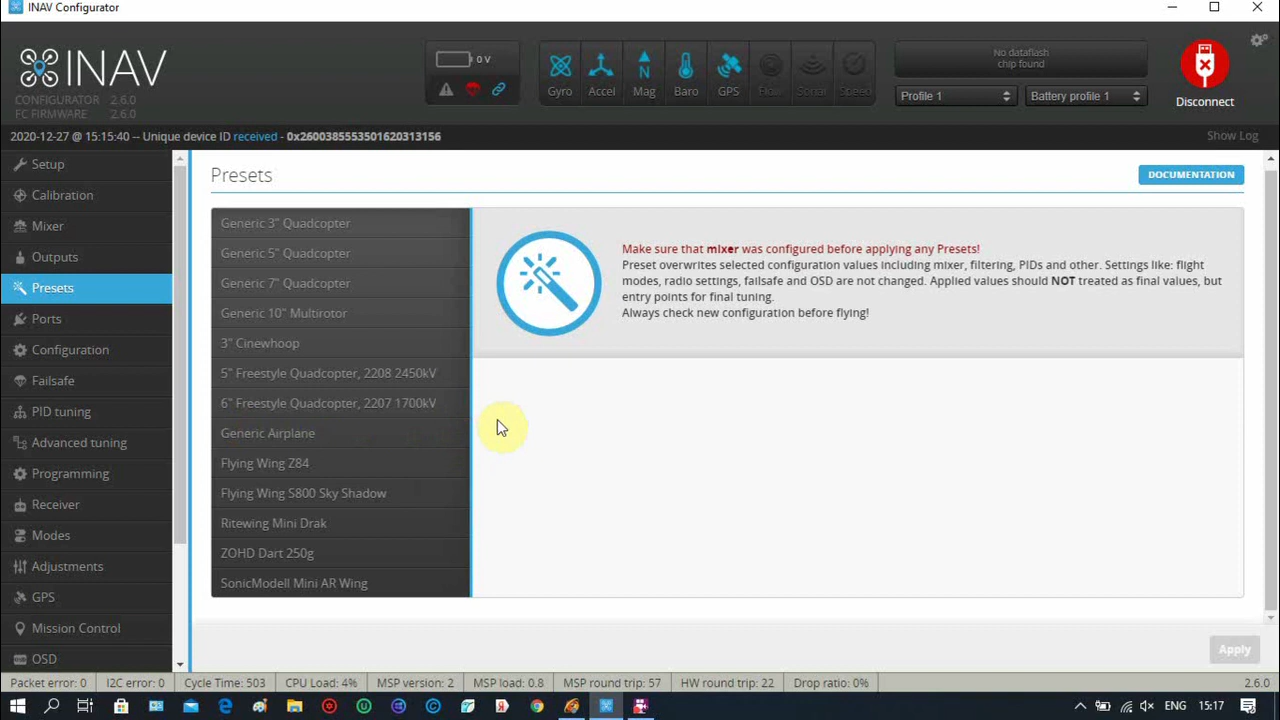 INAV Configurator
INAV
CONFIGURATOR 2.6.0
FC FIRMWARE 2.6.0
0 V
Gyro Accel Mag Baro GPS Flow Sonar Speed
No dataflash
chip found
Profile 1 Battery profile 1
Disconnect
2020-12-27 @ 15:15:40 -- Unique device ID received - 0x2600385553501620313156 Show Log
Setup
Calibration
Mixer
Outputs
Presets
Ports
Configuration
Failsafe
PID tuning
Advanced tuning
Programming
Receiver
Modes
Adjustments
GPS
Mission Control
OSD
Presets DOCUMENTATION
Generic 3" Quadcopter
Generic 5" Quadcopter
Generic 7" Quadcopter
Generic 10" Multirotor
3" Cinewhoop
5" Freestyle Quadcopter, 2208 2450kV
6" Freestyle Quadcopter, 2207 1700kV
Generic Airplane
Flying Wing Z84
Flying Wing S800 Sky Shadow
Ritewing Mini Drak
ZOHD Dart 250g
SonicModell Mini AR Wing
Make sure that mixer was configured before applying any Presets!
Preset overwrites selected configuration values including mixer, filtering, PIDs and other. Settings like: flight
modes, radio settings, failsafe and OSD are not changed. Applied values should NOT treated as final values, but
entry points for final tuning.
Always check new configuration before flying!
Apply
Packet error: 0 I2C error: 0 Cycle Time: 503 CPU Load: 4% MSP version: 2 MSP load: 0.8 MSP round trip: 57 HW round trip: 22 Drop ratio: 0% 2.6.0
ENG 15:17